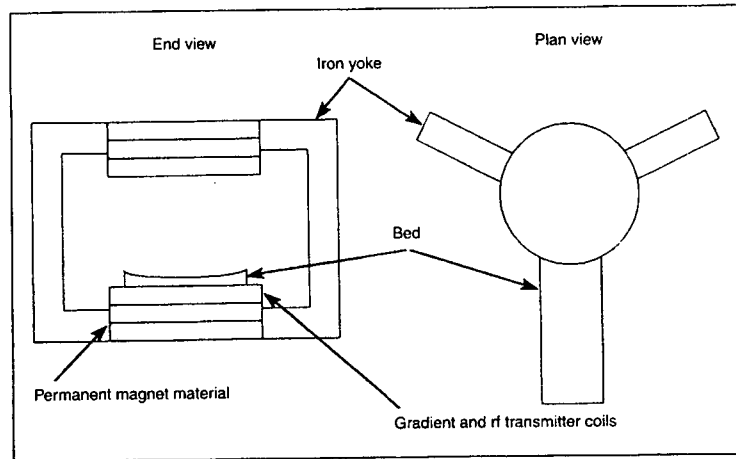 End view
Plan view
Iron yoke
Bed
Permanent magnet material
Gradient and rf transmitter coils